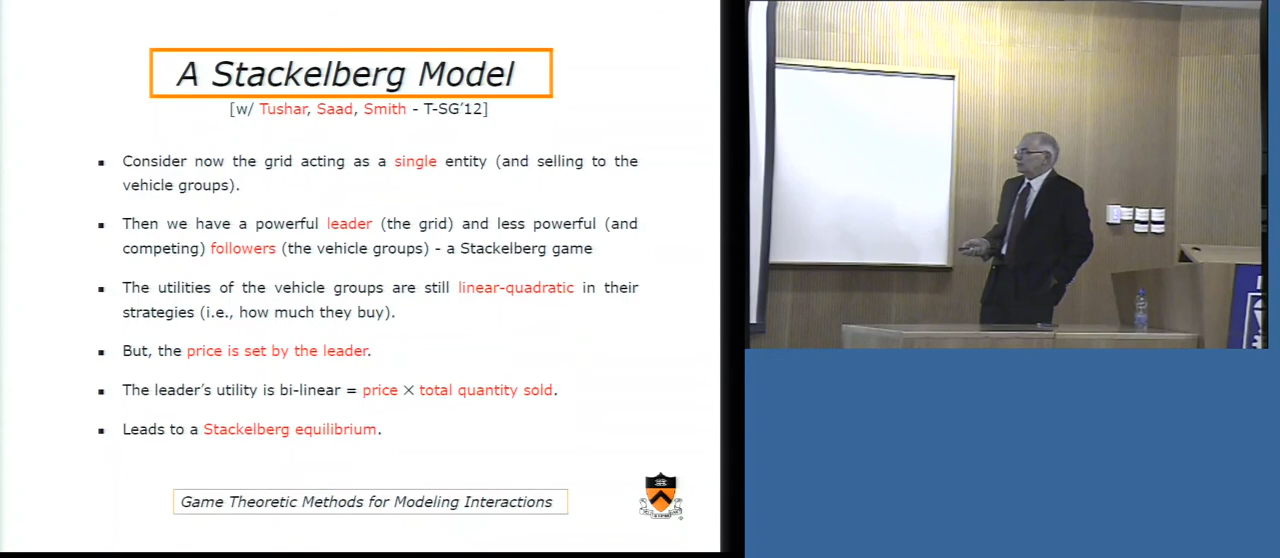 A Stackelberg Model
[w/ Tushar, Saad, Smith - T-SG'12]
▪ Consider now the grid acting as a single entity (and selling to the
vehicle groups).
▪ Then we have a powerful leader (the grid) and less powerful (and
competing) followers (the vehicle groups) - a Stackelberg game
▪ The utilities of the vehicle groups are still linear-quadratic in their
strategies (i.e., how much they buy).
▪ But, the price is set by the leader.
▪ The leader's utility is bi-linear = price × total quantity sold.
▪ Leads to a Stackelberg equilibrium.
Game Theoretic Methods for Modeling Interactions